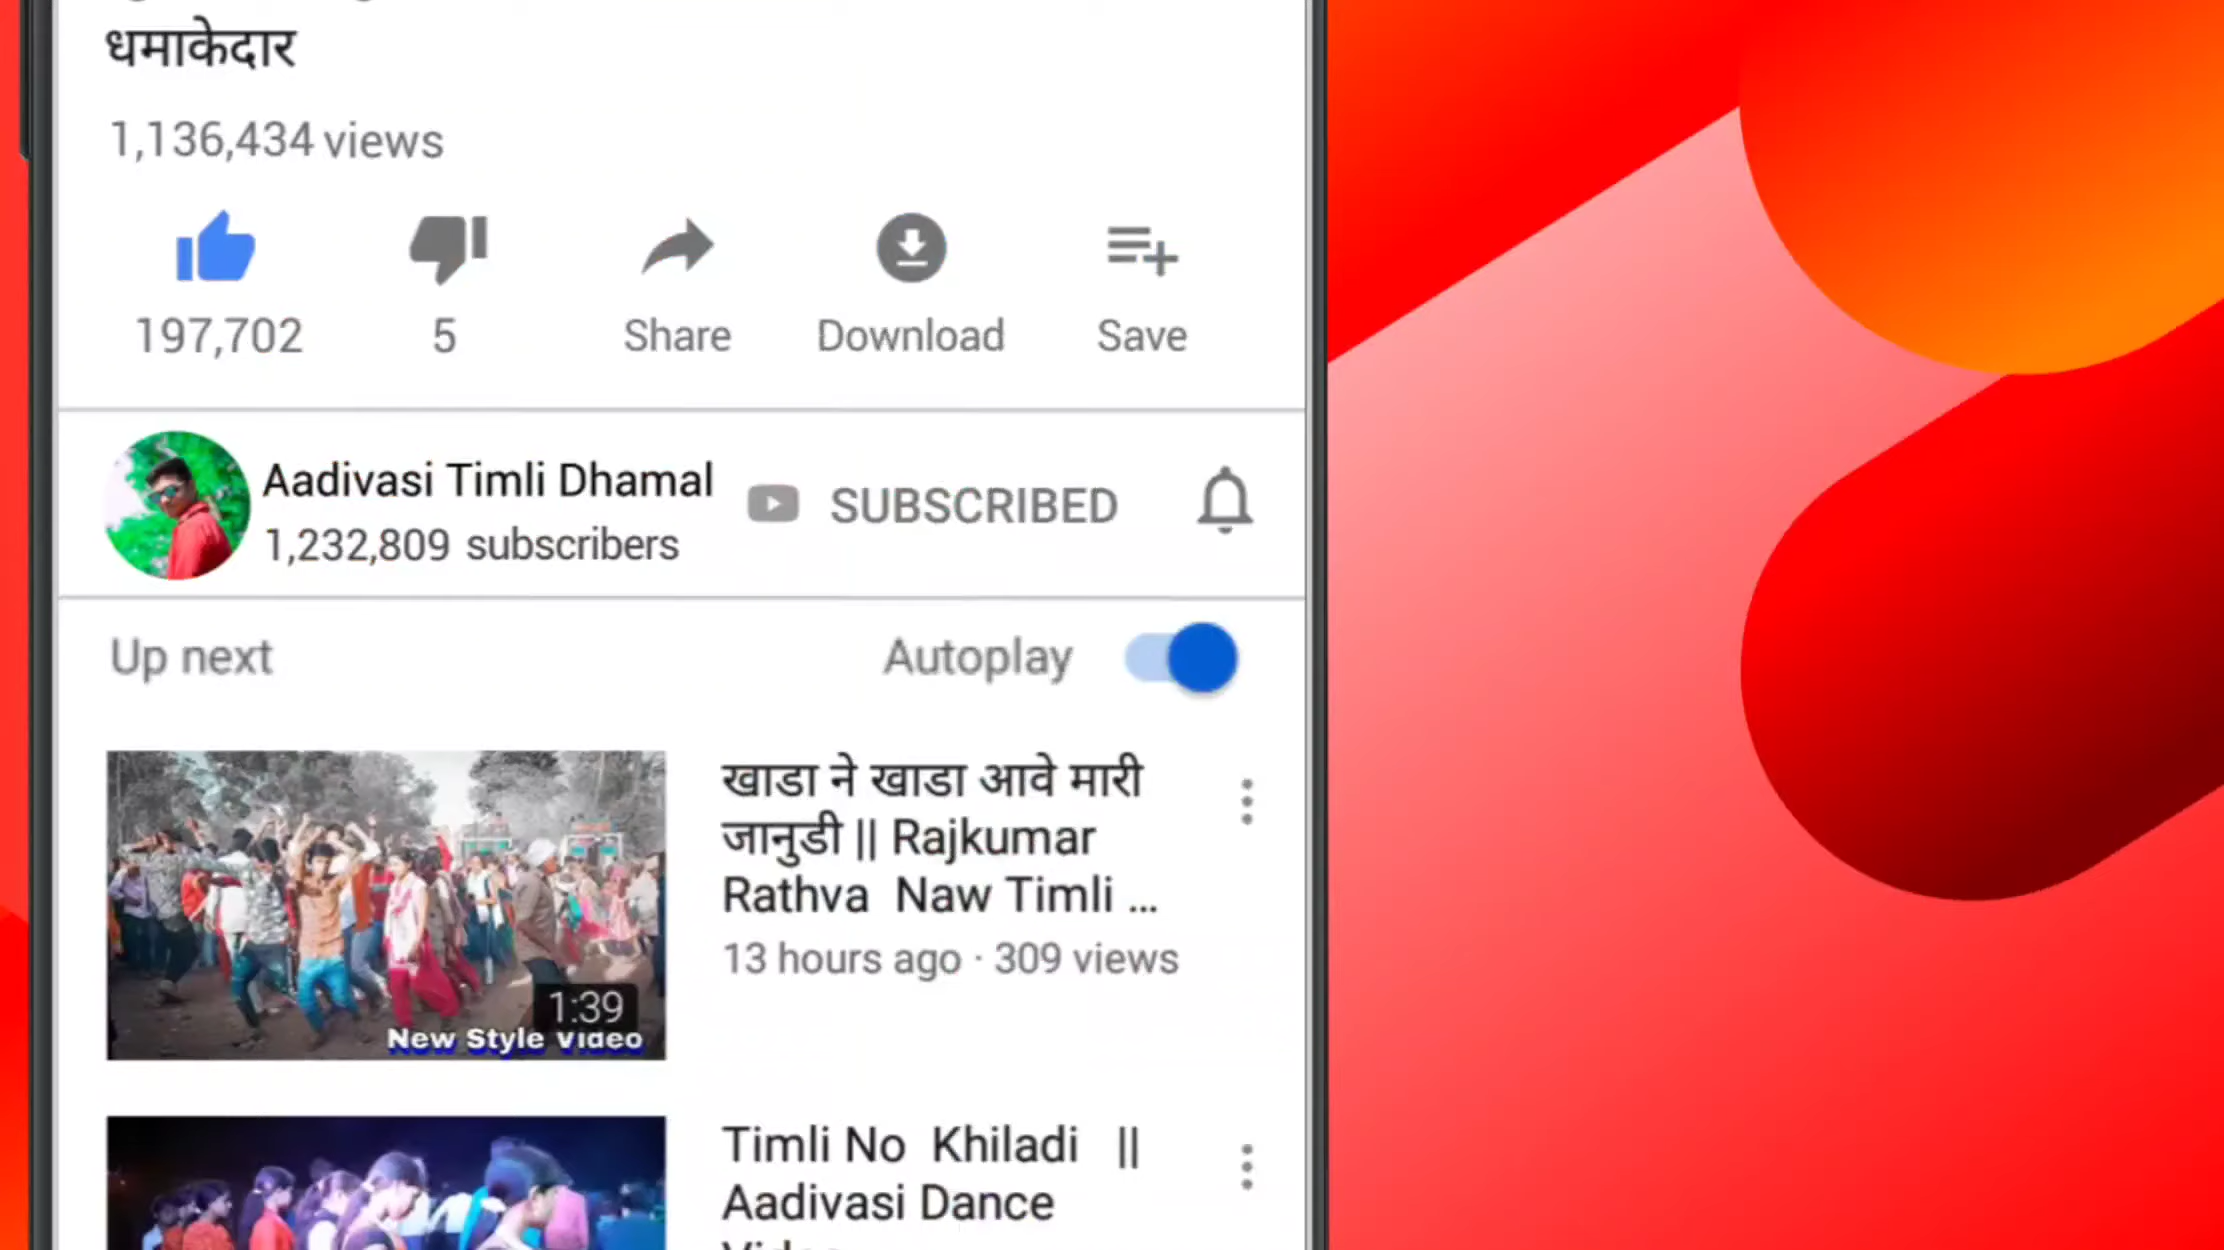 धमाकेदार
1,136,434 views
197,702
5
Share
Download
Save
Aadivasi Timli Dhamal
SUBSCRIBED
1,232,809 subscribers
Up next
Autoplay
खाडा ने खाडा आवे मारी
जानुडी || Rajkumar
Rathva Naw Timli ...
13 hours ago · 309 views
1:39
New Style Video
Timli No Khiladi ||
Aadivasi Dance